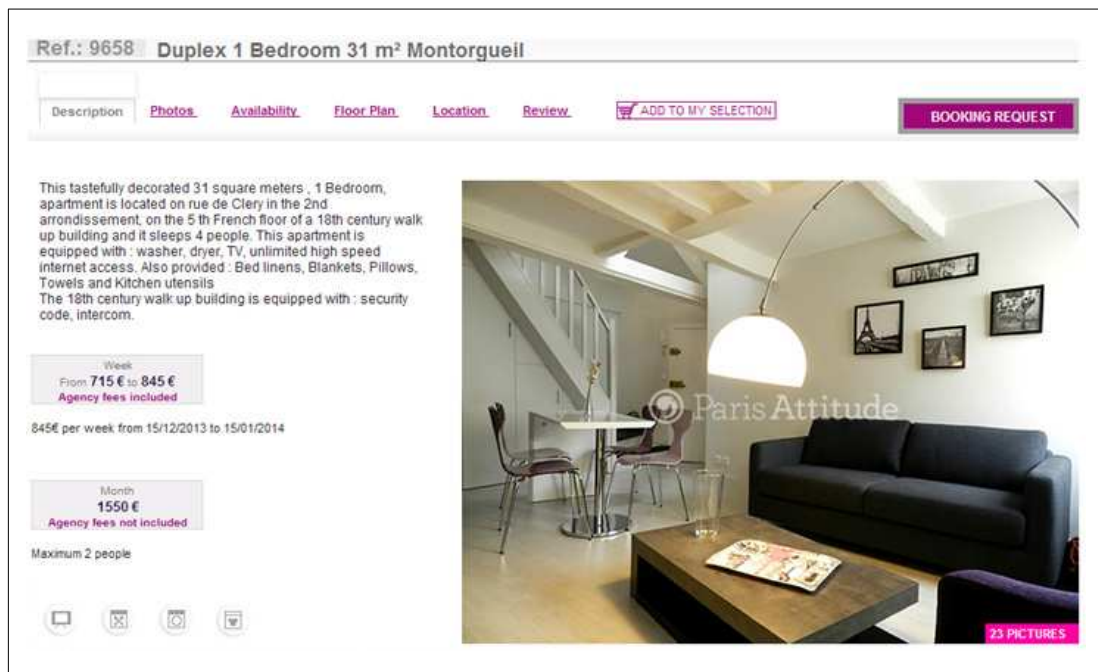 Ref.: 9658 Duplex 1 Bedroom 31 m² Montorgueil
Description Photos Availability Floor Plan Location Review ADD TO MY SELECTION BOOKING REQUEST
This tastefully decorated 31 square meters , 1 Bedroom,
apartment is located on rue de Clery in the 2nd
arrondissement, on the 5 th French floor of a 18th century walk
up building and it sleeps 4 people. This apartment is
equipped with : washer, dryer, TV, unlimited high speed
internet access. Also provided : Bed linens, Blankets, Pillows,
Towels and Kitchen utensils
The 18th century walk up building is equipped with : security
code, intercom.
Week
From 715 € to 845 €
Agency fees included
845€ per week from 15/12/2013 to 15/01/2014
Month
1550 €
Agency fees not included
Maximum 2 people
PARIS
Paris Attitude
23 PICTURES